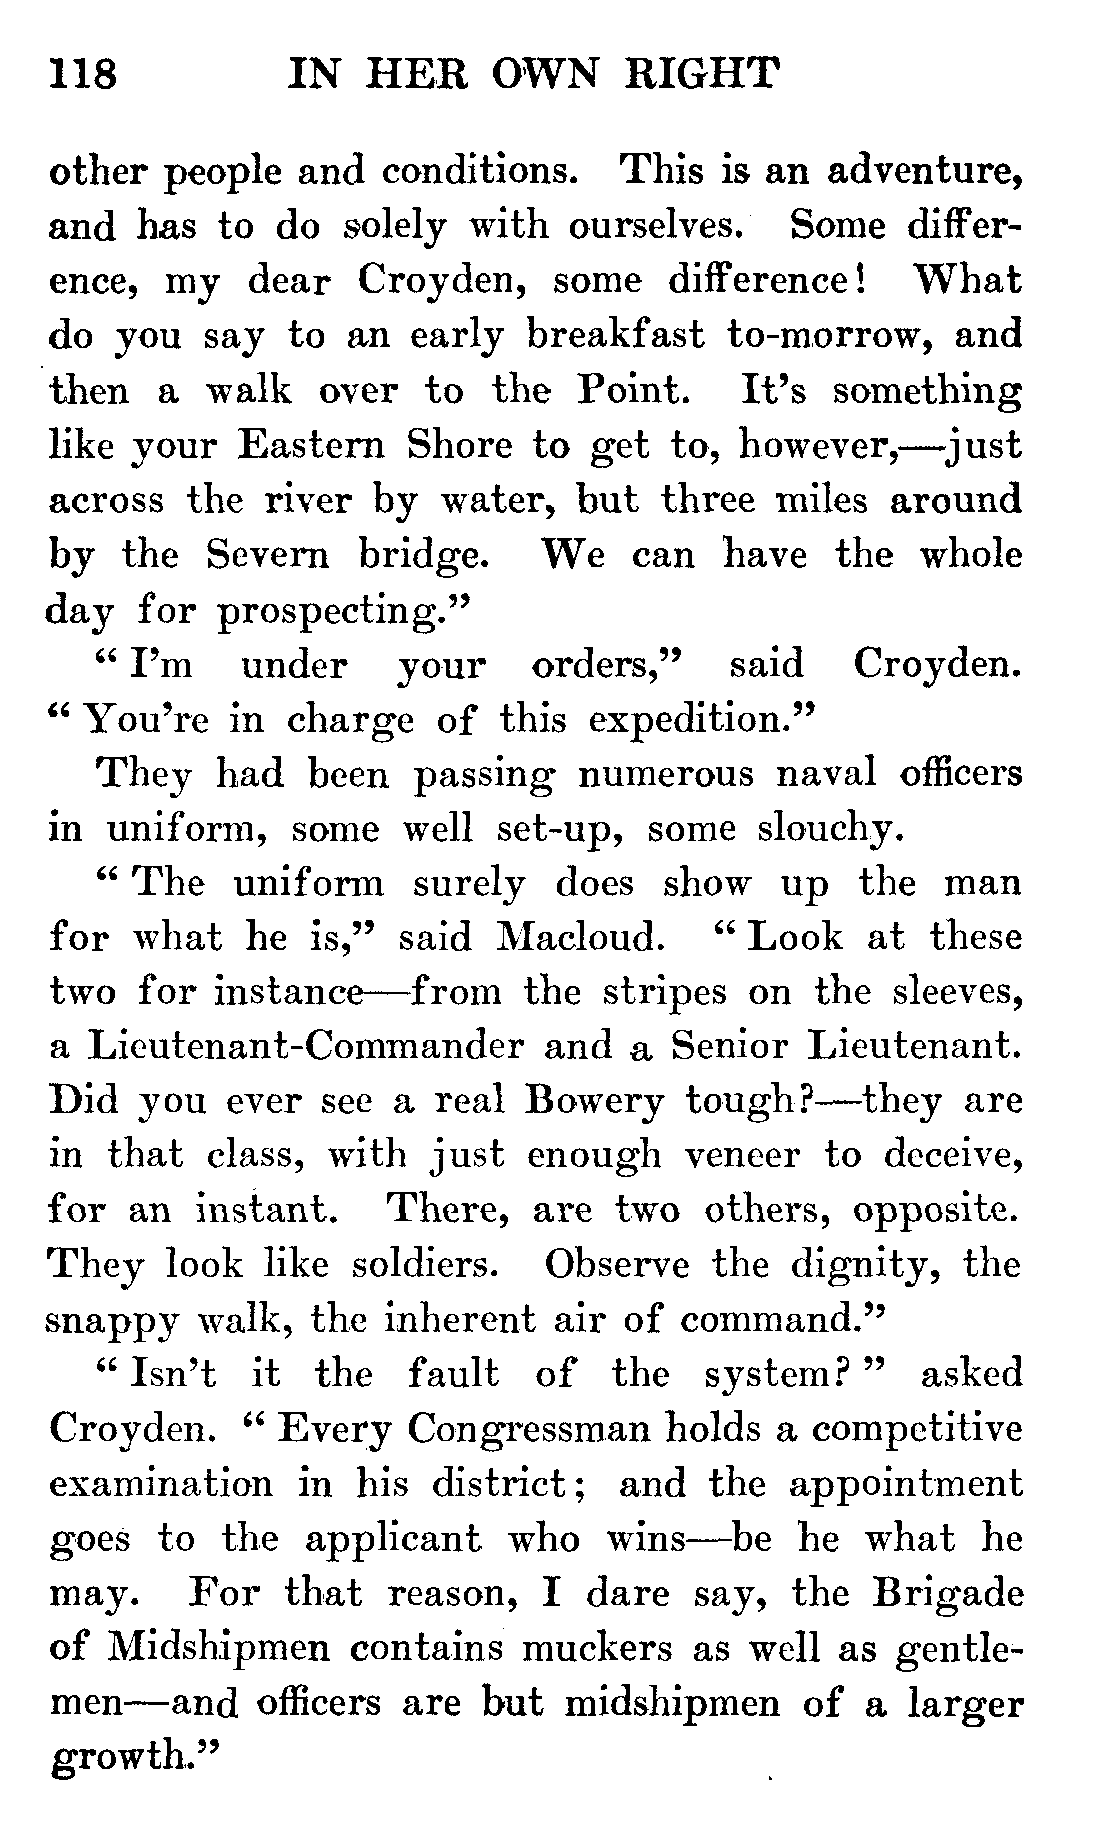 118 IN HER OWN RIGHT
other people and conditions. This is an adventure,
and has to do solely with ourselves. Some differ-
ence, my dear Croyden, some difference! What
do you say to an early breakfast to-morrow, and
then a walk over to the Point. It's something
like your Eastern Shore to get to, however,—just
across the river by water, but three miles around
by the Severn bridge. We can have the whole
day for prospecting."
"I'm under your orders," said Croyden.
"You're in charge of this expedition."
They had been passing numerous naval officers
in uniform, some well set-up, some slouchy.
"The uniform surely does show up the man
for what he is," said Macloud. "Look at these
two for instance—from the stripes on the sleeves,
a Lieutenant-Commander and a Senior Lieutenant.
Did you ever see a real Bowery tough?—they are
in that class, with just enough veneer to deceive,
for an instant. There, are two others, opposite.
They look like soldiers. Observe the dignity, the
snappy walk, the inherent air of command."
"Isn't it the fault of the system?" asked
Croyden. "Every Congressman holds a competitive
examination in his district; and the appointment
goes to the applicant who wins—be he what he
may. For that reason, I dare say, the Brigade
of Midshipmen contains muckers as well as gentle-
men—and officers are but midshipmen of a larger
growth."